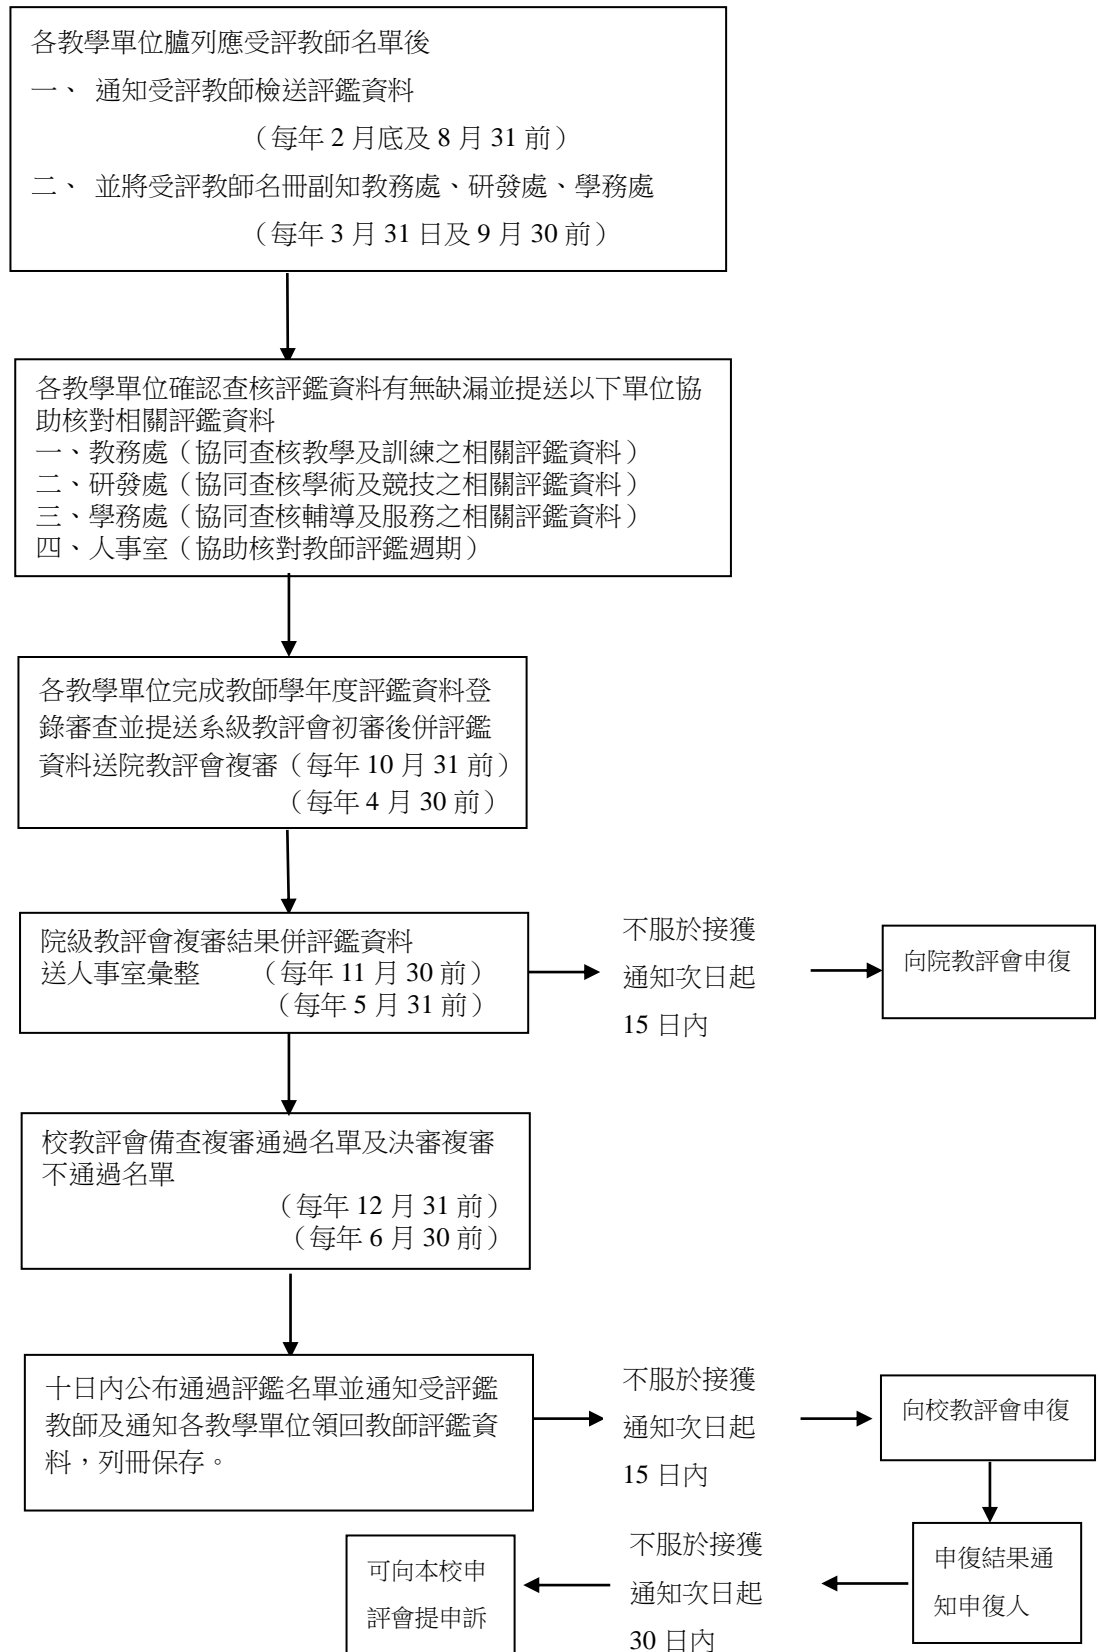 各教學單位臚列應受評教師名單後
一、 通知受評教師檢送評鑑資料
（每年 2 月底及 8 月 31 前）
二、 並將受評教師名冊副知教務處、研發處、學務處
（每年 3 月 31 日及 9 月 30 前）
各教學單位確認查核評鑑資料有無缺漏並提送以下單位協
助核對相關評鑑資料
一、教務處（協同查核教學及訓練之相關評鑑資料）
二、研發處（協同查核學術及競技之相關評鑑資料）
三、學務處（協同查核輔導及服務之相關評鑑資料）
四、人事室（協助核對教師評鑑週期）
各教學單位完成教師學年度評鑑資料登
錄審查並提送系級教評會初審後併評鑑
資料送院教評會複審（每年 10 月 31 前）
（每年 4 月 30 前）
院級教評會複審結果併評鑑資料
送人事室彙整 （每年 11 月 30 前）
（每年 5 月 31 前）
不服於接獲
通知次日起
15 日內
向院教評會申復
校教評會備查複審通過名單及決審複審
不通過名單
（每年 12 月 31 前）
（每年 6 月 30 前）
十日內公布通過評鑑名單並通知受評鑑
教師及通知各教學單位領回教師評鑑資
料，列冊保存。
不服於接獲
通知次日起
15 日內
向校教評會申復
申復結果通
知申復人
不服於接獲
通知次日起
30 日內
可向本校申
評會提申訴